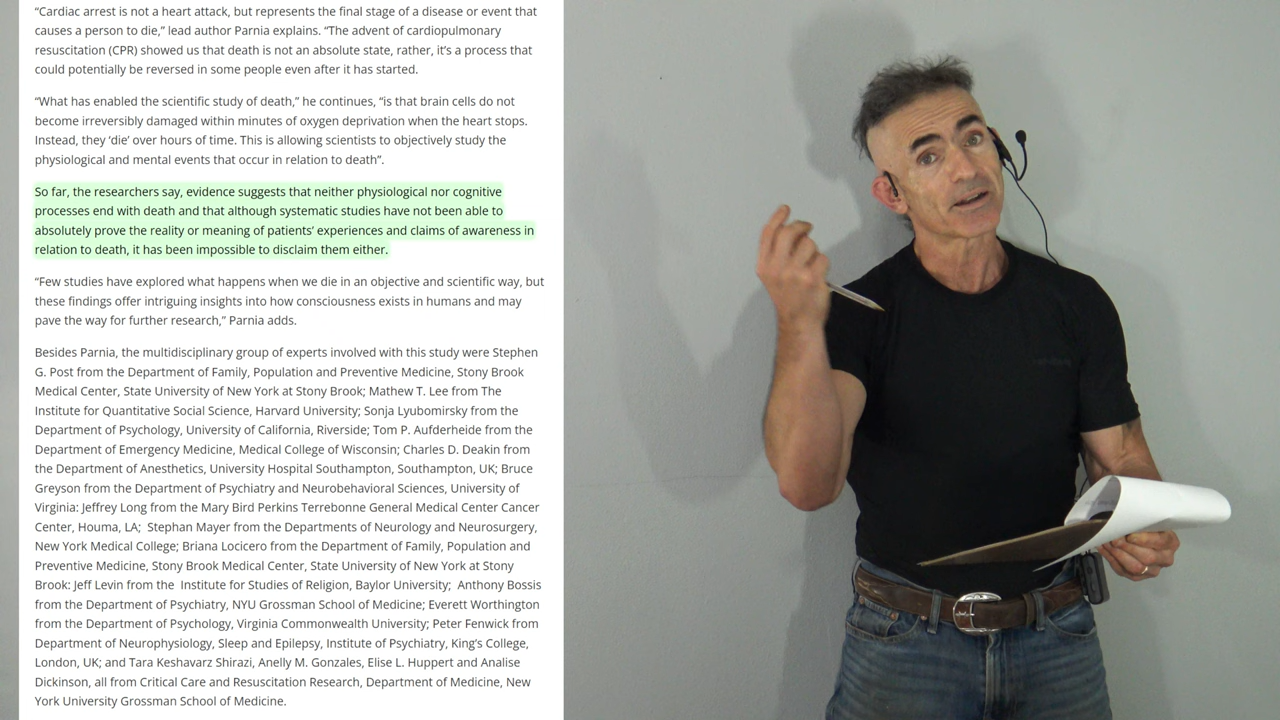 “Cardiac arrest is not a heart attack, but represents the final stage of a disease or event that
causes a person to die,” lead author Parnia explains. “The advent of cardiopulmonary
resuscitation (CPR) showed us that death is not an absolute state, rather, it’s a process that
could potentially be reversed in some people even after it has started.
“What has enabled the scientific study of death,” he continues, “is that brain cells do not
become irreversibly damaged within minutes of oxygen deprivation when the heart stops.
Instead, they ‘die’ over hours of time. This is allowing scientists to objectively study the
physiological and mental events that occur in relation to death”.
So far, the researchers say, evidence suggests that neither physiological nor cognitive
processes end with death and that although systematic studies have not been able to
absolutely prove the reality or meaning of patients’ experiences and claims of awareness in
relation to death, it has been impossible to disclaim them either.
“Few studies have explored what happens when we die in an objective and scientific way, but
these findings offer intriguing insights into how consciousness exists in humans and may
pave the way for further research,” Parnia adds.
Besides Parnia, the multidisciplinary group of experts involved with this study were Stephen
G. Post from the Department of Family, Population and Preventive Medicine, Stony Brook
Medical Center, State University of New York at Stony Brook; Mathew T. Lee from The
Institute for Quantitative Social Science, Harvard University; Sonja Lyubomirsky from the
Department of Psychology, University of California, Riverside; Tom P. Aufderheide from the
Department of Emergency Medicine, Medical College of Wisconsin; Charles D. Deakin from
the Department of Anesthetics, University Hospital Southampton, Southampton, UK; Bruce
Greyson from the Department of Psychiatry and Neurobehavioral Sciences, University of
Virginia: Jeffrey Long from the Mary Bird Perkins Terrebonne General Medical Center Cancer
Center, Houma, LA; Stephan Mayer from the Departments of Neurology and Neurosurgery,
New York Medical College; Briana Locicero from the Department of Family, Population and
Preventive Medicine, Stony Brook Medical Center, State University of New York at Stony
Brook: Jeff Levin from the Institute for Studies of Religion, Baylor University; Anthony Bossis
from the Department of Psychiatry, NYU Grossman School of Medicine; Everett Worthington
from the Department of Psychology, Virginia Commonwealth University; Peter Fenwick from
Department of Neurophysiology, Sleep and Epilepsy, Institute of Psychiatry, King’s College,
London, UK; and Tara Keshavarz Shirazi, Anelly M. Gonzales, Elise L. Huppert and Analise
Dickinson, all from Critical Care and Resuscitation Research, Department of Medicine, New
York University Grossman School of Medicine.